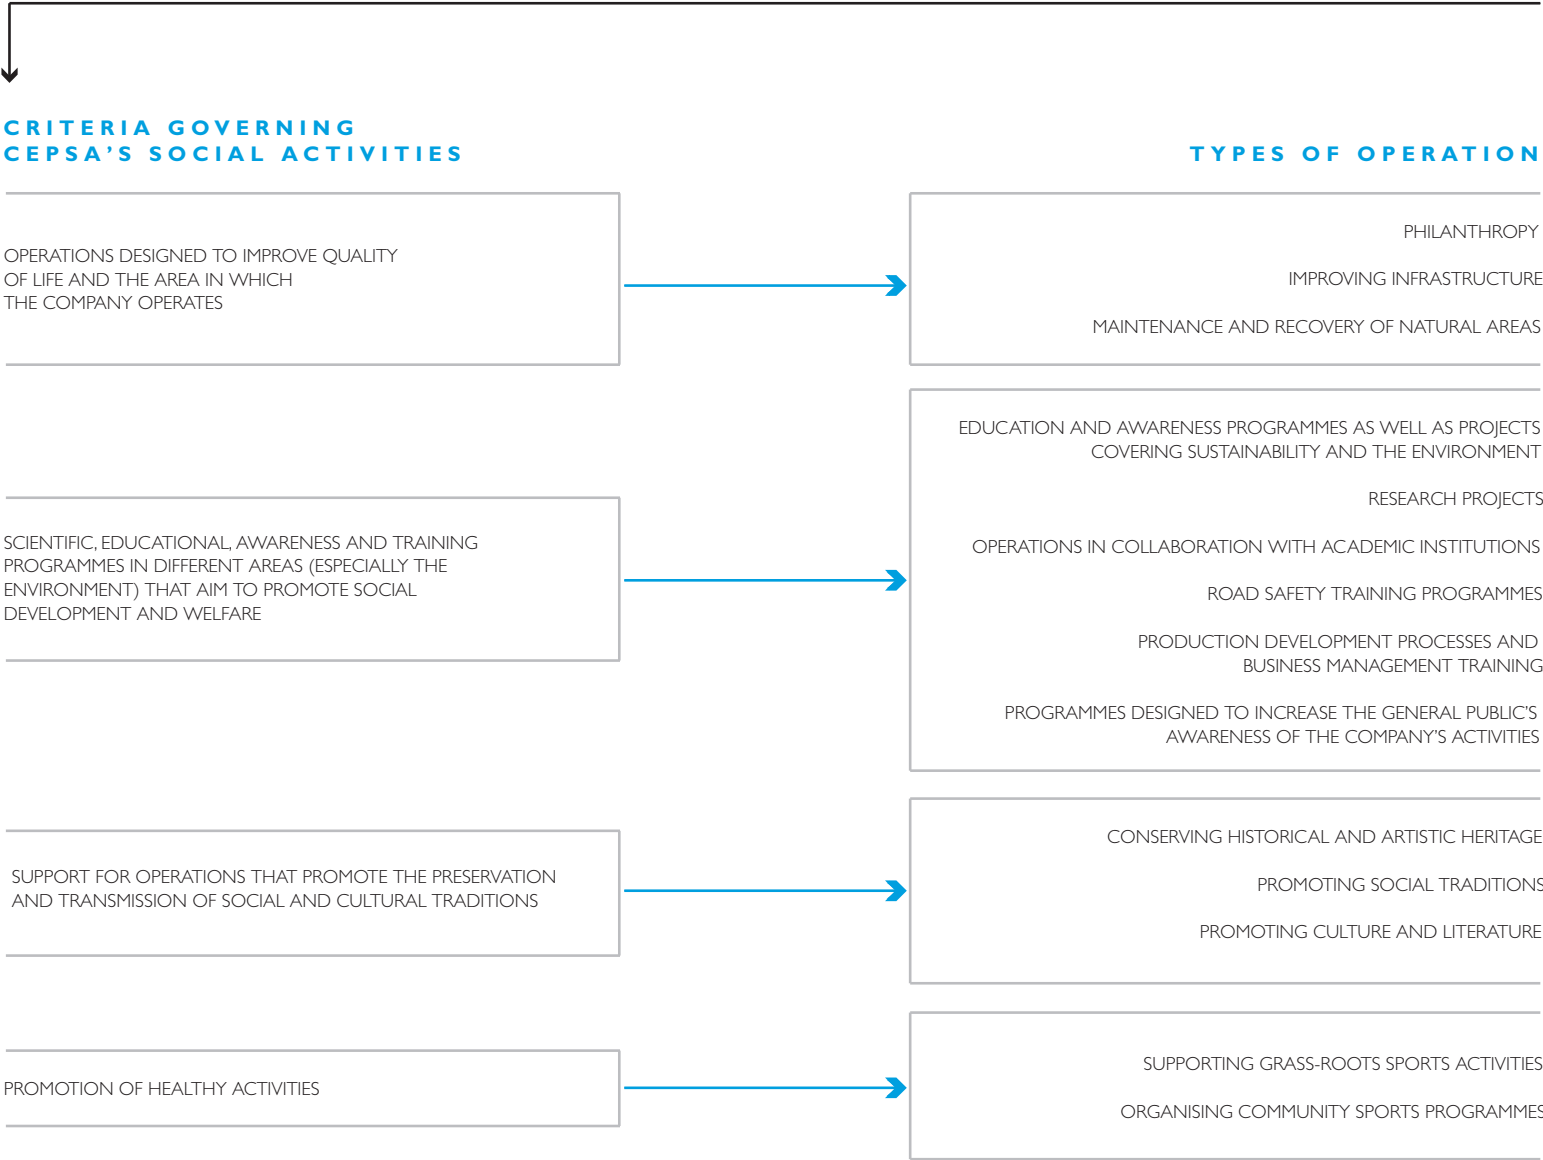 CRITERIA GOVERNING
CEPSA'S SOCIAL ACTIVITIES
TYPES OF OPERATION
OPERATIONS DESIGNED TO IMPROVE QUALITY
OF LIFE AND THE AREA IN WHICH
THE COMPANY OPERATES
PHILANTHROPY
IMPROVING INFRASTRUCTURE
MAINTENANCE AND RECOVERY OF NATURAL AREAS
SCIENTIFIC, EDUCATIONAL, AWARENESS AND TRAINING
PROGRAMMES IN DIFFERENT AREAS (ESPECIALLY THE
ENVIRONMENT) THAT AIM TO PROMOTE SOCIAL
DEVELOPMENT AND WELFARE
EDUCATION AND AWARENESS PROGRAMMES AS WELL AS PROJECTS
COVERING SUSTAINABILITY AND THE ENVIRONMENT
RESEARCH PROJECTS
OPERATIONS IN COLLABORATION WITH ACADEMIC INSTITUTIONS
ROAD SAFETY TRAINING PROGRAMMES
PRODUCTION DEVELOPMENT PROCESSES AND
BUSINESS MANAGEMENT TRAINING
PROGRAMMES DESIGNED TO INCREASE THE GENERAL PUBLIC'S
AWARENESS OF THE COMPANY'S ACTIVITIES
SUPPORT FOR OPERATIONS THAT PROMOTE THE PRESERVATION
AND TRANSMISSION OF SOCIAL AND CULTURAL TRADITIONS
CONSERVING HISTORICAL AND ARTISTIC HERITAGE
PROMOTING SOCIAL TRADITIONS
PROMOTING CULTURE AND LITERATURE
PROMOTION OF HEALTHY ACTIVITIES
SUPPORTING GRASS-ROOTS SPORTS ACTIVITIES
ORGANISING COMMUNITY SPORTS PROGRAMMES